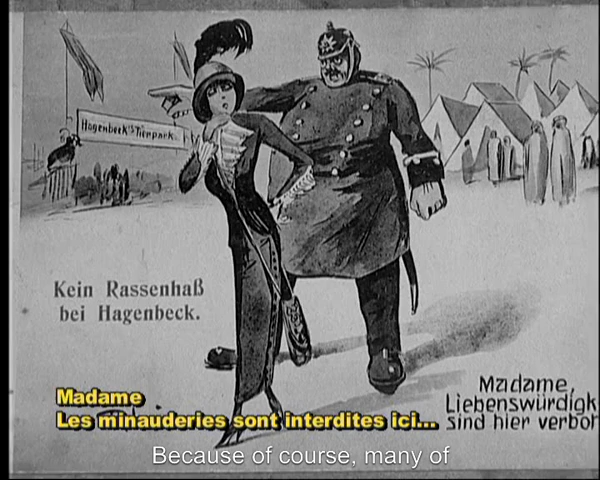 Hagenbeck's Tierpark.
Kein Rassenhaß
bei Hagenbeck.
Madame,
Liebenswürdigk
sind hier verbot
Madame
Les minauderies sont interdites ici...
Because of course, many of